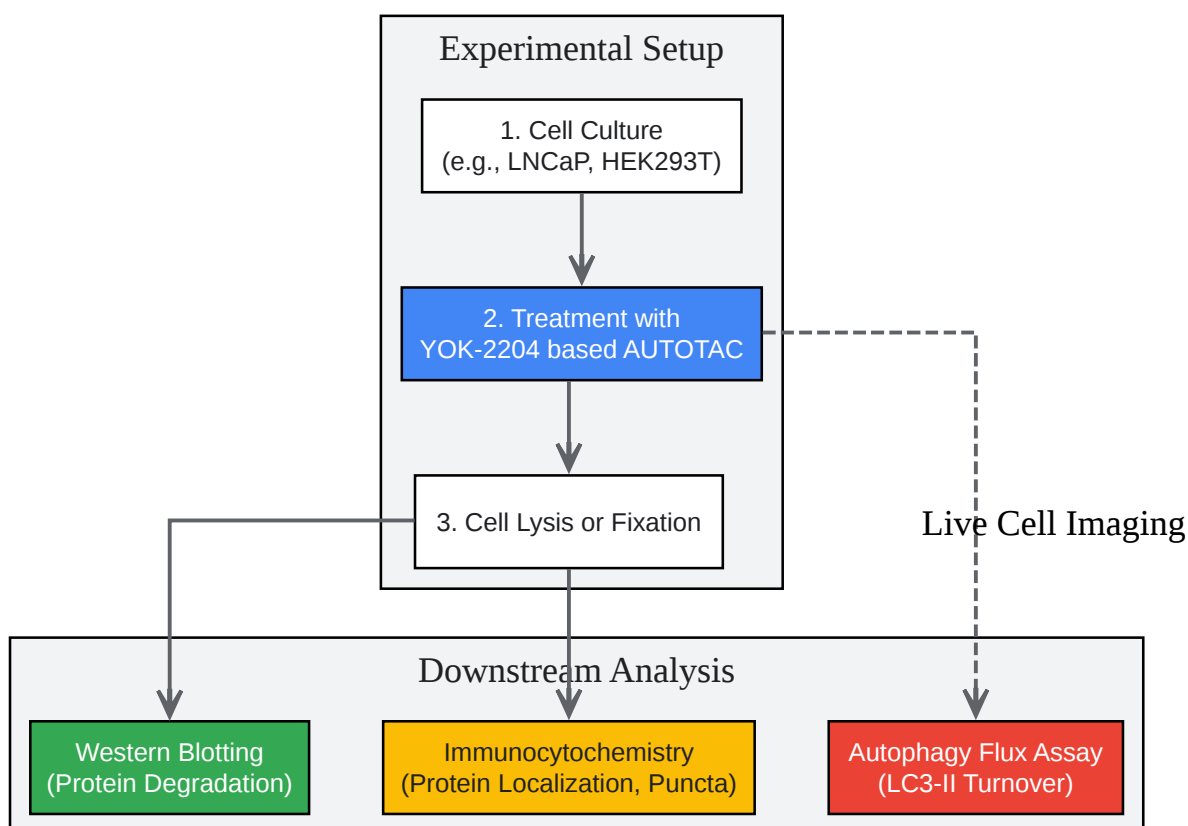 Experimental Setup
1. Cell Culture
(e.g., LNCaP, HEK293T)
2. Treatment with
YOK-2204 based AUTOTAC
3. Cell Lysis or Fixation
Live Cell Imaging
Downstream Analysis
Western Blotting
(Protein Degradation)
Immunocytochemistry
(Protein Localization, Puncta)
Autophagy Flux Assay
(LC3-II Turnover)